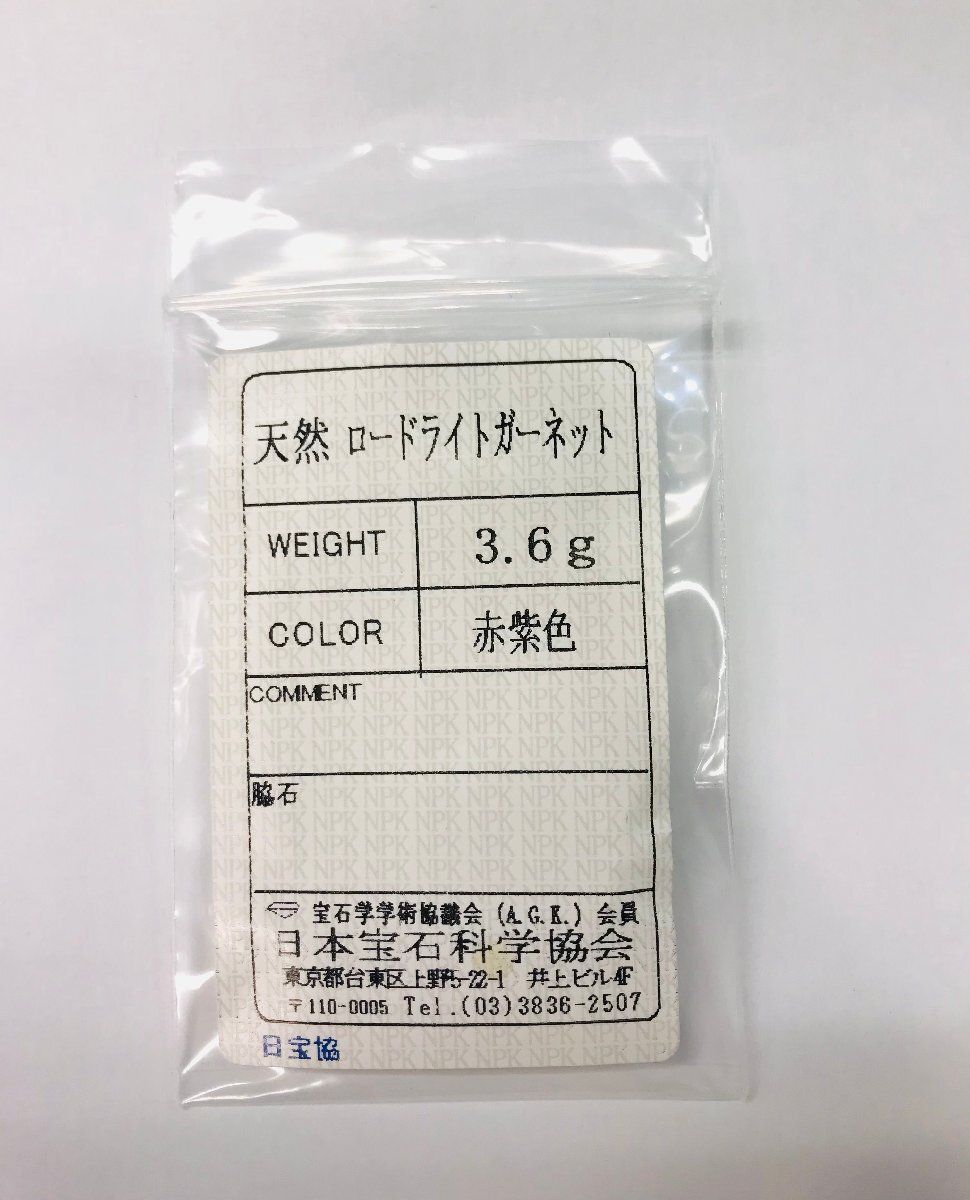 天然 ロードライトガーネット
WEIGHT 3.6g
COLOR 赤紫色
COMMENT
脇石
宝石学学術協議会 (A.G.K.) 会員
日本宝石科学協会
東京都台東区上野5-22-1 井上ビル4F
〒110-0005 Tel.(03)3836-2507
日宝協